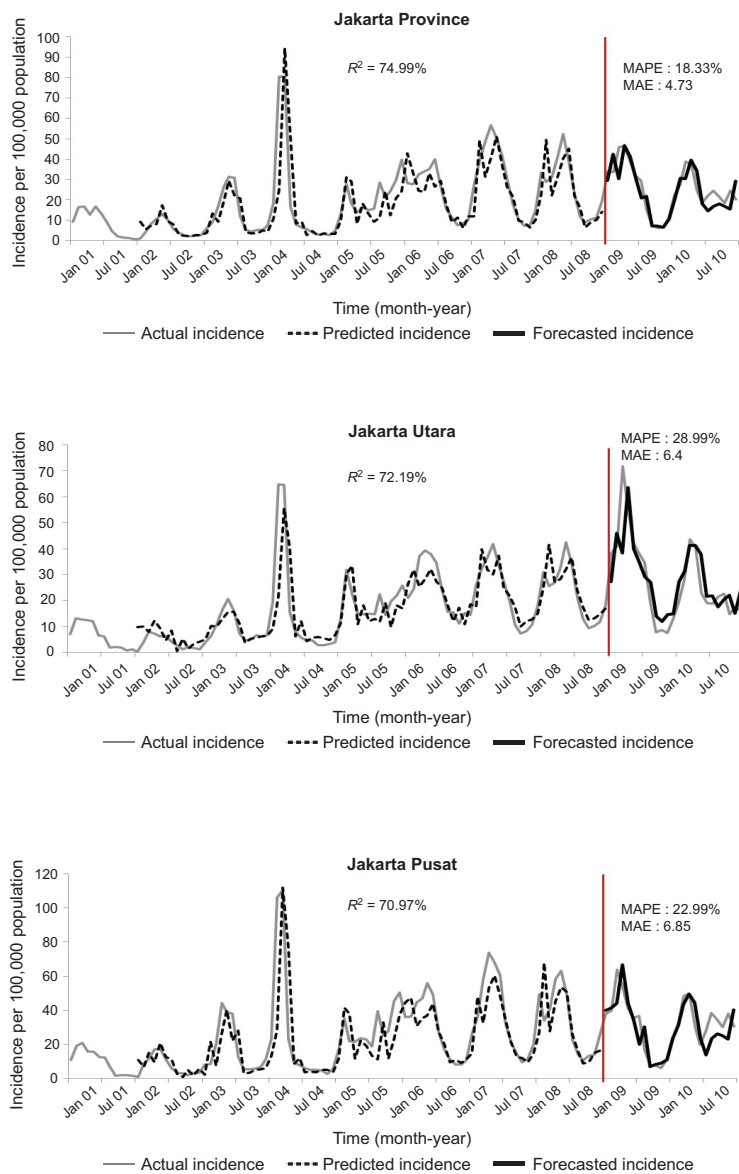 Jakarta Province
Incidence per 100,000 population
100
90
80
70
60
50
40
30
20
10
0
R² = 74.99%
MAPE : 18.33%
MAE : 4.73
Jan 01 Jul 01 Jan 02 Jul 02 Jan 03 Jul 03 Jan 04 Jul 04 Jan 05 Jul 05 Jan 06 Jul 06 Jan 07 Jul 07 Jan 08 Jul 08 Jan 09 Jul 09 Jan 10 Jul 10
Time (month-year)
Actual incidence Predicted incidence Forecasted incidence
Jakarta Utara
Incidence per 100,000 population
80
70
60
50
40
30
20
10
0
R² = 72.19%
MAPE : 28.99%
MAE : 6.4
Jan 01 Jul 01 Jan 02 Jul 02 Jan 03 Jul 03 Jan 04 Jul 04 Jan 05 Jul 05 Jan 06 Jul 06 Jan 07 Jul 07 Jan 08 Jul 08 Jan 09 Jul 09 Jan 10 Jul 10
Time (month-year)
Actual incidence Predicted incidence Forecasted incidence
Jakarta Pusat
Incidence per 100,000 population
120
100
80
60
40
20
0
R² = 70.97%
MAPE : 22.99%
MAE : 6.85
Jan 01 Jul 01 Jan 02 Jul 02 Jan 03 Jul 03 Jan 04 Jul 04 Jan 05 Jul 05 Jan 06 Jul 06 Jan 07 Jul 07 Jan 08 Jul 08 Jan 09 Jul 09 Jan 10 Jul 10
Time (month-year)
Actual incidence Predicted incidence Forecasted incidence